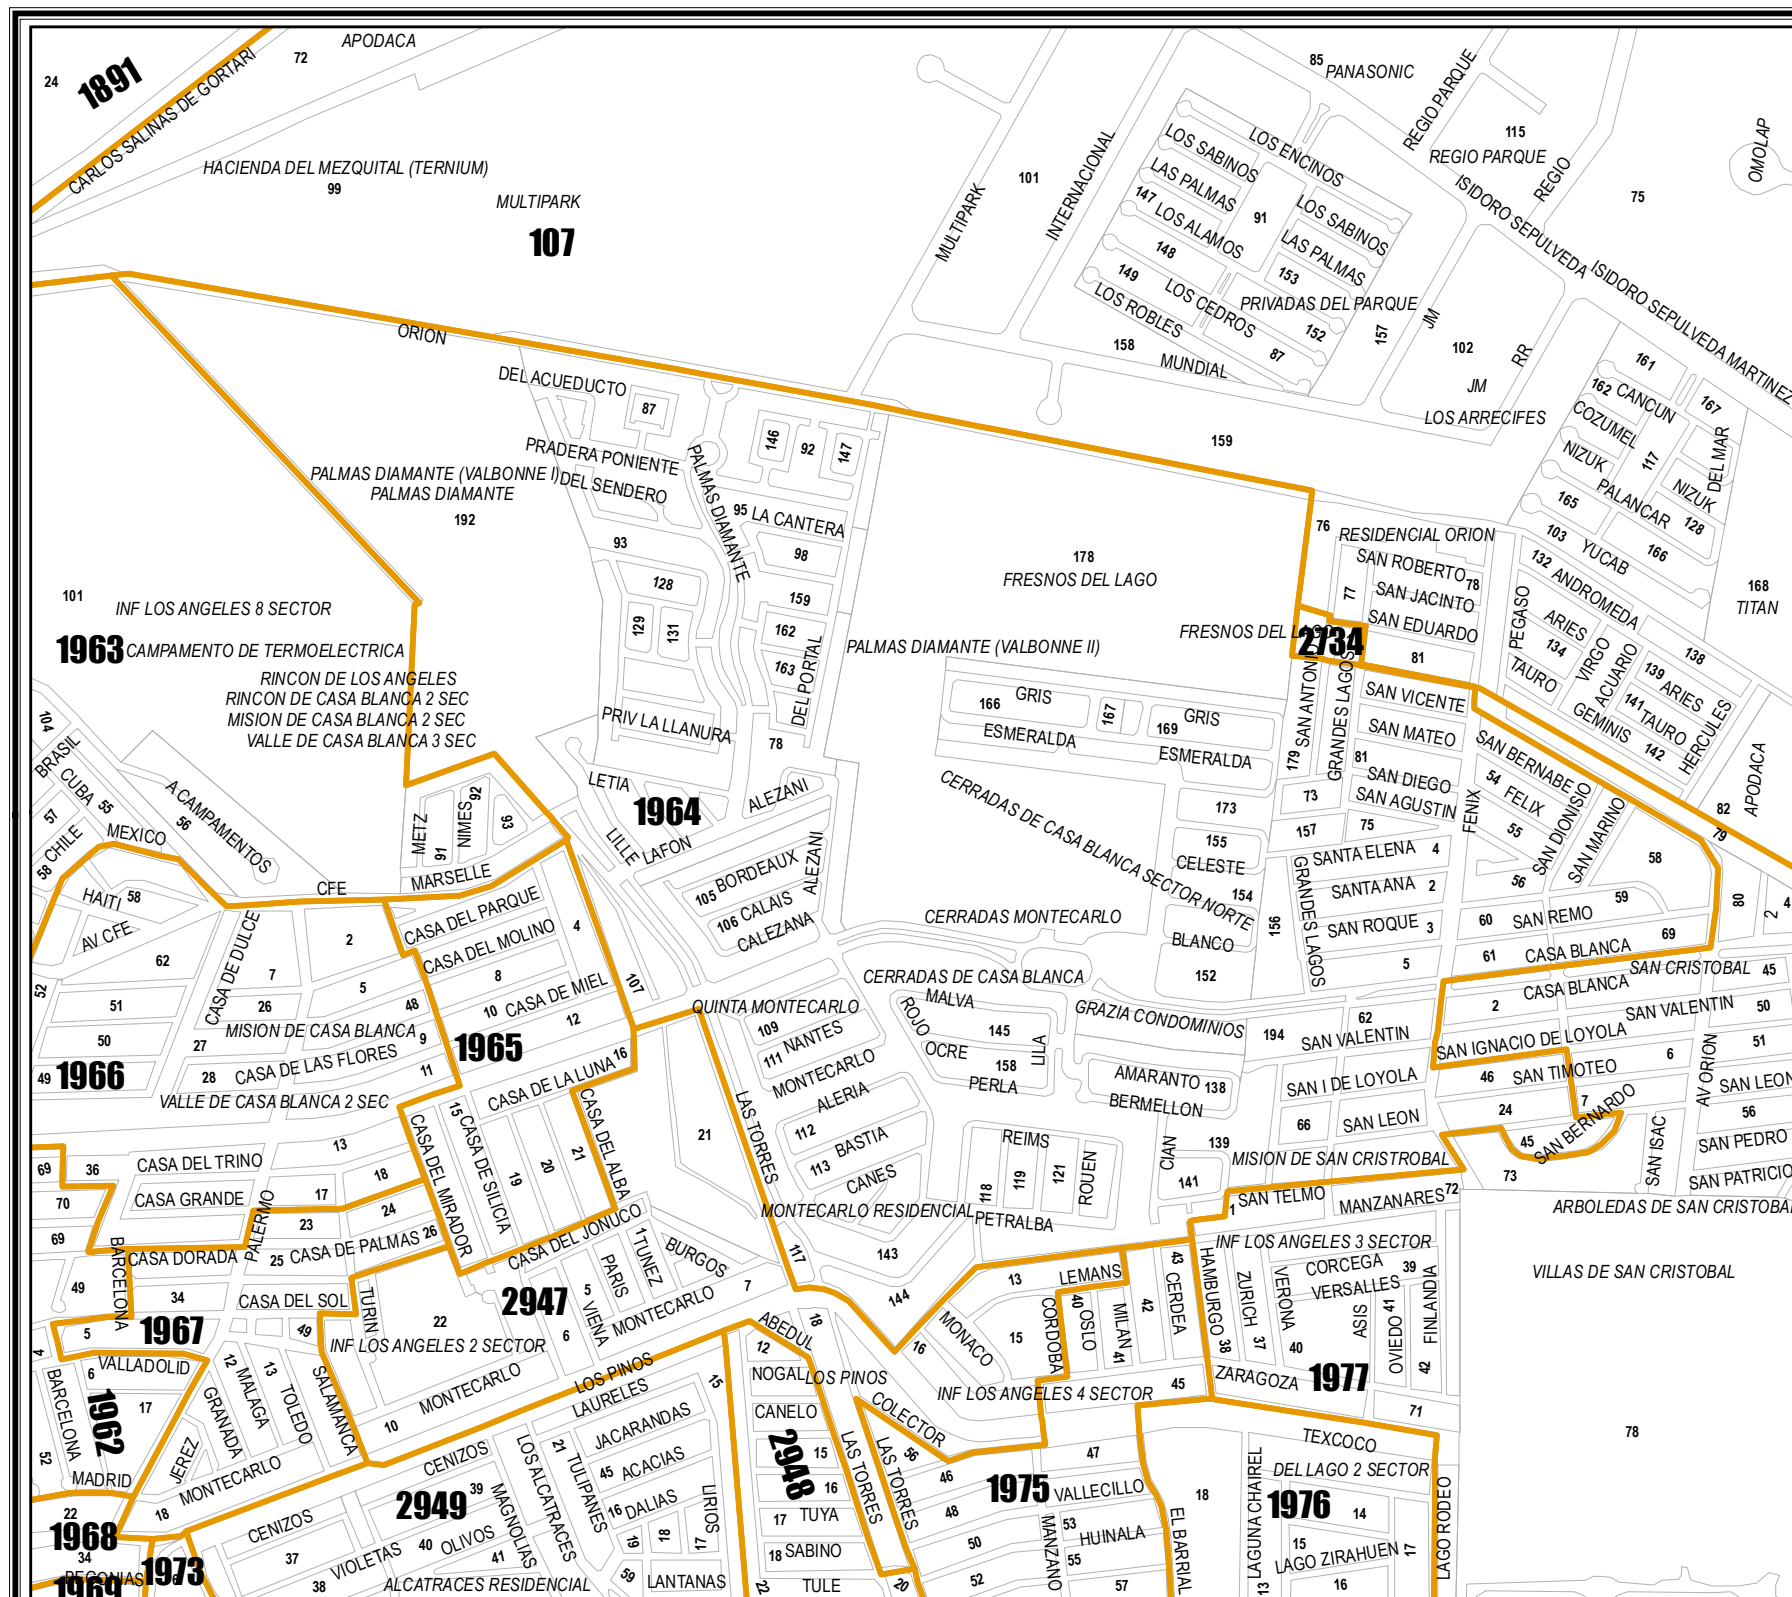 APODACA
72
24
1891
CARLOS SALINAS DE GORTARI
HACIENDA DEL MEZQUITAL (TERNIUM)
99
MULTIPARK
107
85
PANASONIC
REGIO PARQUE
115
REGIO PARQUE
REGIO
OMOLAP
75
101
MULTIPARK
INTERNACIONAL
LOS ENCINOS
LOS SABINOS
LAS PALMAS
147
LOS ALAMOS
91
LOS SABINOS
148
LAS PALMAS
149
153
LOS CEDROS
LOS ROBLES
PRIVADAS DEL PARQUE
152
87
157
158
MUNDIAL
ISIDORO SEPULVEDA
ISIDORO SEPULVEDA MARTINEZ
JM
102
RR
JM
LOS ARRECIFES
161
162
CANCUN
167
COZUMEL
NIZUK
117
DEL MAR
NIZUK
PALANCAR
165
128
166
103
YUCAB
159
ORION
DEL ACUEDUCTO
87
146
92
147
PRADERA PONIENTE
PALMAS DIAMANTE (VALBONNE I)
DEL SENDERO
PALMAS DIAMANTE
192
PALMAS DIAMANTE
95
LA CANTERA
98
93
128
159
129
131
162
163
DEL PORTAL
PRIV LA LLANURA
78
178
FRESNOS DEL LAGO
76
RESIDENCIAL ORION
SAN ROBERTO
78
77
SAN JACINTO
SAN EDUARDO
FRESNOS DEL LAGO
2734
81
132
ANDROMEDA
PEGASO
ARIES
134
VIRGO
ACUARIO
TAURO
138
139
ARIES
141
TAURO
GEMINIS
142
HERCULES
168
TITAN
APODACA
82
79
101
INF LOS ANGELES 8 SECTOR
1963
CAMPAMENTO DE TERMOELECTRICA
RINCON DE LOS ANGELES
RINCON DE CASA BLANCA 2 SEC
MISION DE CASA BLANCA 2 SEC
VALLE DE CASA BLANCA 3 SEC
PALMAS DIAMANTE (VALBONNE II)
166
GRIS
167
169
GRIS
ESMERALDA
ESMERALDA
CERRADAS DE CASA BLANCA SECTOR NORTE
173
155
CELESTE
154
BLANCO
152
156
SAN ANTONIO
179
GRANDES LAGOS
SAN VICENTE
SAN MATEO
81
SAN DIEGO
SAN AGUSTIN
73
157
75
SANTA ELENA
4
SANTA ANA
2
SAN ROQUE
3
5
GRANDES LAGOS
FENIX
SAN BERNABE
54
FELIX
55
SAN DIONISIO
SAN MARINO
56
58
59
60
SAN REMO
69
61
CASA BLANCA
80
2
4
104
BRASIL
CUBA
55
57
CHILE
58
MEXICO
56
A CAMPAMENTOS
HAITI
58
AV CFE
62
52
51
50
49
1966
CFE
METZ
91
NIMES
92
93
MARSELLE
LETIA
LILLE
1964
LAFON
ALEZANI
ALEZANI
105
BORDEAUX
106
CALAIS
CALEZANA
CASA DEL PARQUE
4
CASA DEL MOLINO
8
10
CASA DE MIEL
12
107
2
5
48
CASA DE DULCE
7
26
MISION DE CASA BLANCA
27
9
28
CASA DE LAS FLORES
11
VALLE DE CASA BLANCA 2 SEC
1965
CASA DE LA LUNA
16
15
CASA DE SILICIA
CASA DEL MIRADOR
19
20
21
CASA DEL ALBA
21
LAS TORRES
QUINTA MONTECARLO
CERRADAS MONTECARLO
CERRADAS DE CASA BLANCA
109
NANTES
111
MONTECARLO
ALERIA
112
BASTIA
113
CANES
ROJO
MALVA
145
OCRE
158
LILA
PERLA
GRAZIA CONDOMINIOS
AMARANTO
138
BERMELLON
194
62
SAN VALENTIN
SAN I DE LOYOLA
66
SAN LEON
139
CIAN
141
MISION DE SAN CRISTROBAL
REIMS
118
119
121
ROUEN
PETRALBA
MONTECARLO RESIDENCIAL
143
117
144
SAN CRISTOBAL
45
2
CASA BLANCA
SAN VALENTIN
50
SAN IGNACIO DE LOYOLA
51
46
SAN TIMOTEO
6
AV ORION
SAN LEON
24
7
56
45
SAN BERNARDO
SAN ISAC
SAN PEDRO
73
SAN PATRICIO
ARBOLEDAS DE SAN CRISTOBAL
VILLAS DE SAN CRISTOBAL
78
1
SAN TELMO
MANZANARES
72
INF LOS ANGELES 3 SECTOR
CORCEGA
39
VERSALLES
HAMBURGO
ZURICH
VERONA
ASIS
41
OVIEDO
FINLANDIA
38
37
40
42
1977
ZARAGOZA
71
TEXCOCO
DEL LAGO 2 SECTOR
1976
14
15
LAGO ZIRAHUEN
17
16
13
LAGUNA CHAIREL
LAGO RODEO
18
EL BARRIAL
13
36
CASA DEL TRINO
69
70
69
CASA GRANDE
17
18
PALERMO
23
24
CASA DORADA
25
CASA DE PALMAS
26
BARCELONA
49
34
CASA DEL SOL
49
1967
5
VALLADOLID
4
6
BARCELONA
17
1962
52
MADRID
12
MALAGA
13
TOLEDO
GRANADA
JEREZ
SALAMANCA
MONTECARLO
18
22
1968
34
BEGONIAS
1969
1973
6
TURIN
22
INF LOS ANGELES 2 SECTOR
10
MONTECARLO
CASA DEL JONUCO
2947
5
VIENA
PARIS
1
TUNEZ
BURGOS
6
MONTECARLO
7
LOS PINOS
LAURELES
15
JACARANDAS
21
TULIPANES
45
ACACIAS
16
DALIAS
LIRIOS
19
18
17
59
LANTANAS
CENIZOS
39
2949
MAGNOLIAS
LOS ALCATRACES
CENIZOS
37
VIOLETAS
40
OLIVOS
41
38
ALCATRACES RESIDENCIAL
ABEDUL
12
18
NOGAL
LOS PINOS
CANELO
15
2948
16
17
TUYA
18
SABINO
22
TULE
20
LAS TORRES
LAS TORRES
COLECTOR
56
46
48
50
52
1975
47
VALLECILLO
53
HUINALA
55
57
MANZANO
13
LEMANS
MONACO
15
16
CORDOBA
40
OSLO
MILAN
41
42
43
CERDEA
INF LOS ANGELES 4 SECTOR
45